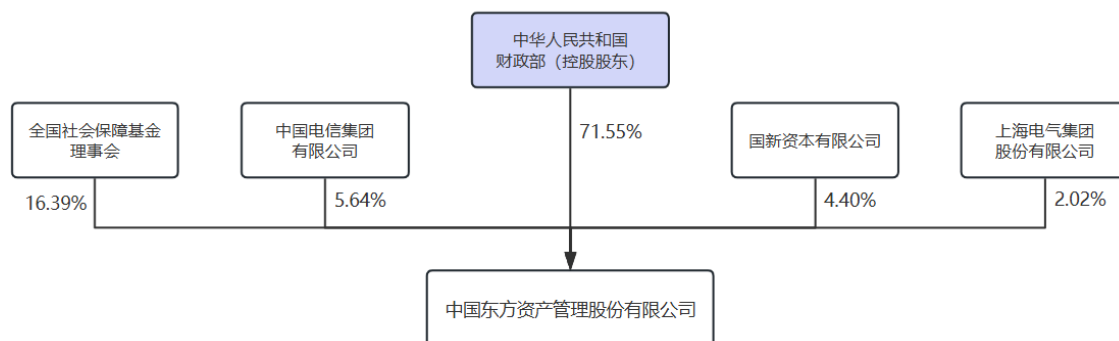 中华人民共和国
财政部（控股股东）
全国社会保障基金
理事会
中国电信集团
有限公司
71.55%
国新资本有限公司
上海电气集团
股份有限公司
16.39%
5.64%
4.40%
2.02%
中国东方资产管理股份有限公司